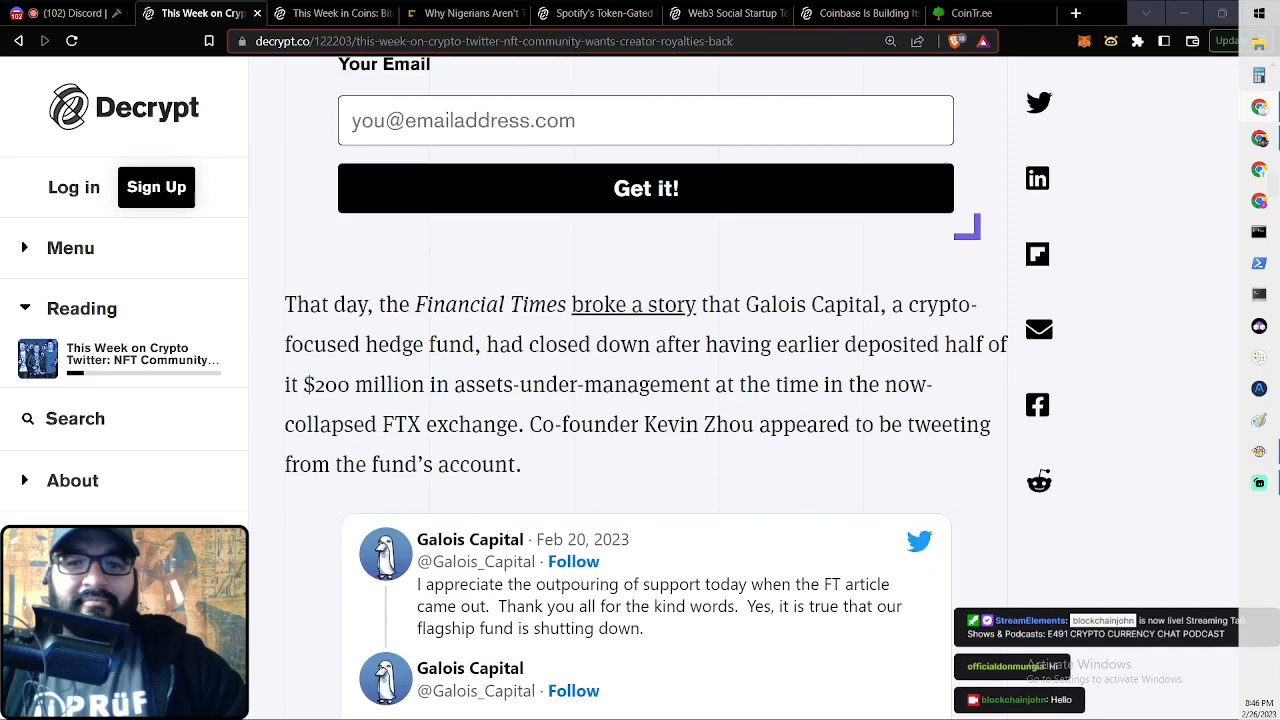 (102) Discord |
This Week on Cryp
This Week in Coins Bit
Why Nigerians Aren't T
Spotify's Token-Gated
Web3 Social Startup T
Coinbase Is Building It
CoinTr.ee
decrypt.co/122203/this-week-on-crypto-twitter-nft-community-wants-creator-royalties-back
Upda
Decrypt
Log in
Sign Up
Menu
Reading
This Week on Crypto
Twitter: NFT Community...
Search
About
Your Email
you@emailaddress.com
Get it!
That day, the Financial Times broke a story that Galois Capital, a crypto-
focused hedge fund, had closed down after having earlier deposited half of
it $200 million in assets-under-management at the time in the now-
collapsed FTX exchange. Co-founder Kevin Zhou appeared to be tweeting
from the fund's account.
Galois Capital · Feb 20, 2023
@Galois_Capital · Follow
I appreciate the outpouring of support today when the FT article
came out. Thank you all for the kind words. Yes, it is true that our
flagship fund is shutting down.
Galois Capital
@Galois_Capital · Follow
PRÜF
StreamElements: blockchainjohn is now live! Streaming Talk
Shows & Podcasts: E491 CRYPTO CURRENCY CHAT PODCAST
officialdonmungia: Hi
Activate Windows
Go to Settings to activate Windows.
blockchainjohn: Hello
8:46 PM
2/26/2023